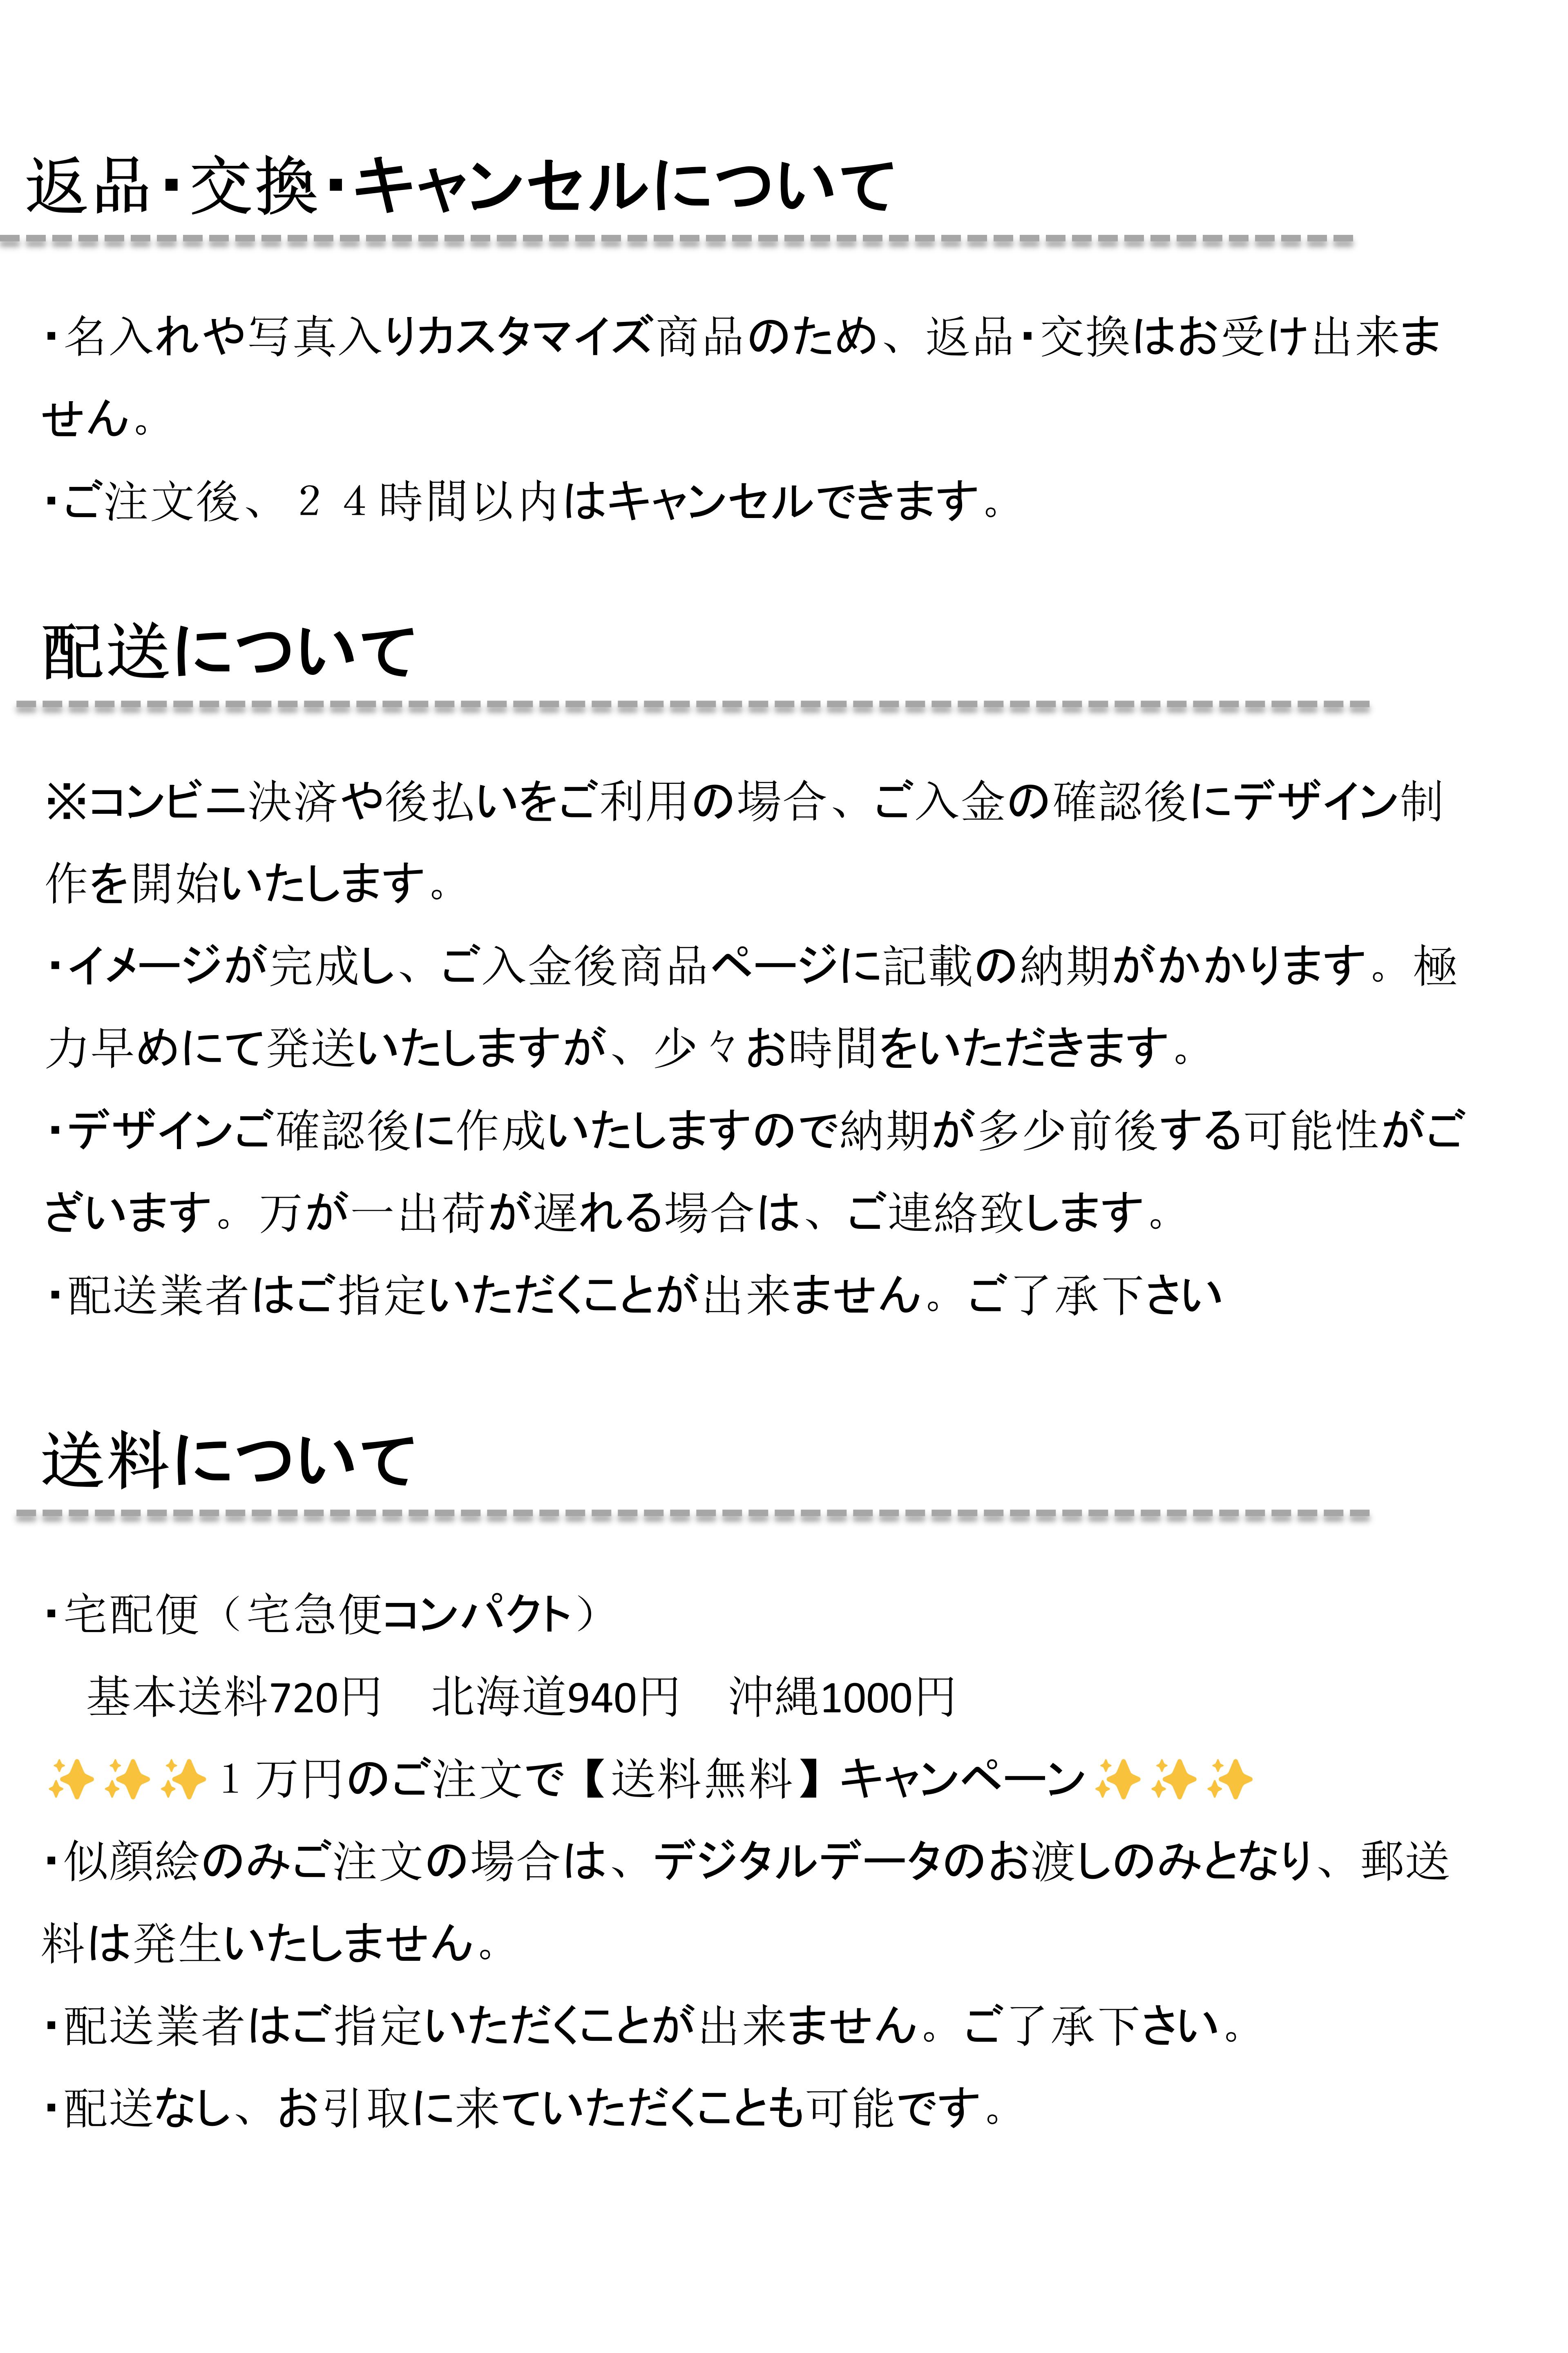 返品・交換・キャンセルについて
・名入れや写真入りカスタマイズ商品のため、返品・交換はお受け出来ま
せん。
・ご注文後、２４時間以内はキャンセルできます。
配送について
※コンビニ決済や後払いをご利用の場合、ご入金の確認後にデザイン制
作を開始いたします。
・イメージが完成し、ご入金後商品ページに記載の納期がかかります。極
力早めにて発送いたしますが、少々お時間をいただきます。
・デザインご確認後に作成いたしますので納期が多少前後する可能性がご
ざいます。万が一出荷が遅れる場合は、ご連絡致します。
・配送業者はご指定いただくことが出来ません。ご了承下さい
送料について
・宅配便（宅急便コンパクト）
基本送料720円　北海道940円　沖縄1000円
✨✨✨１万円のご注文で【送料無料】キャンペーン✨✨✨
・似顔絵のみご注文の場合は、デジタルデータのお渡しのみとなり、郵送
料は発生いたしません。
・配送業者はご指定いただくことが出来ません。ご了承下さい。
・配送なし、お引取に来ていただくことも可能です。